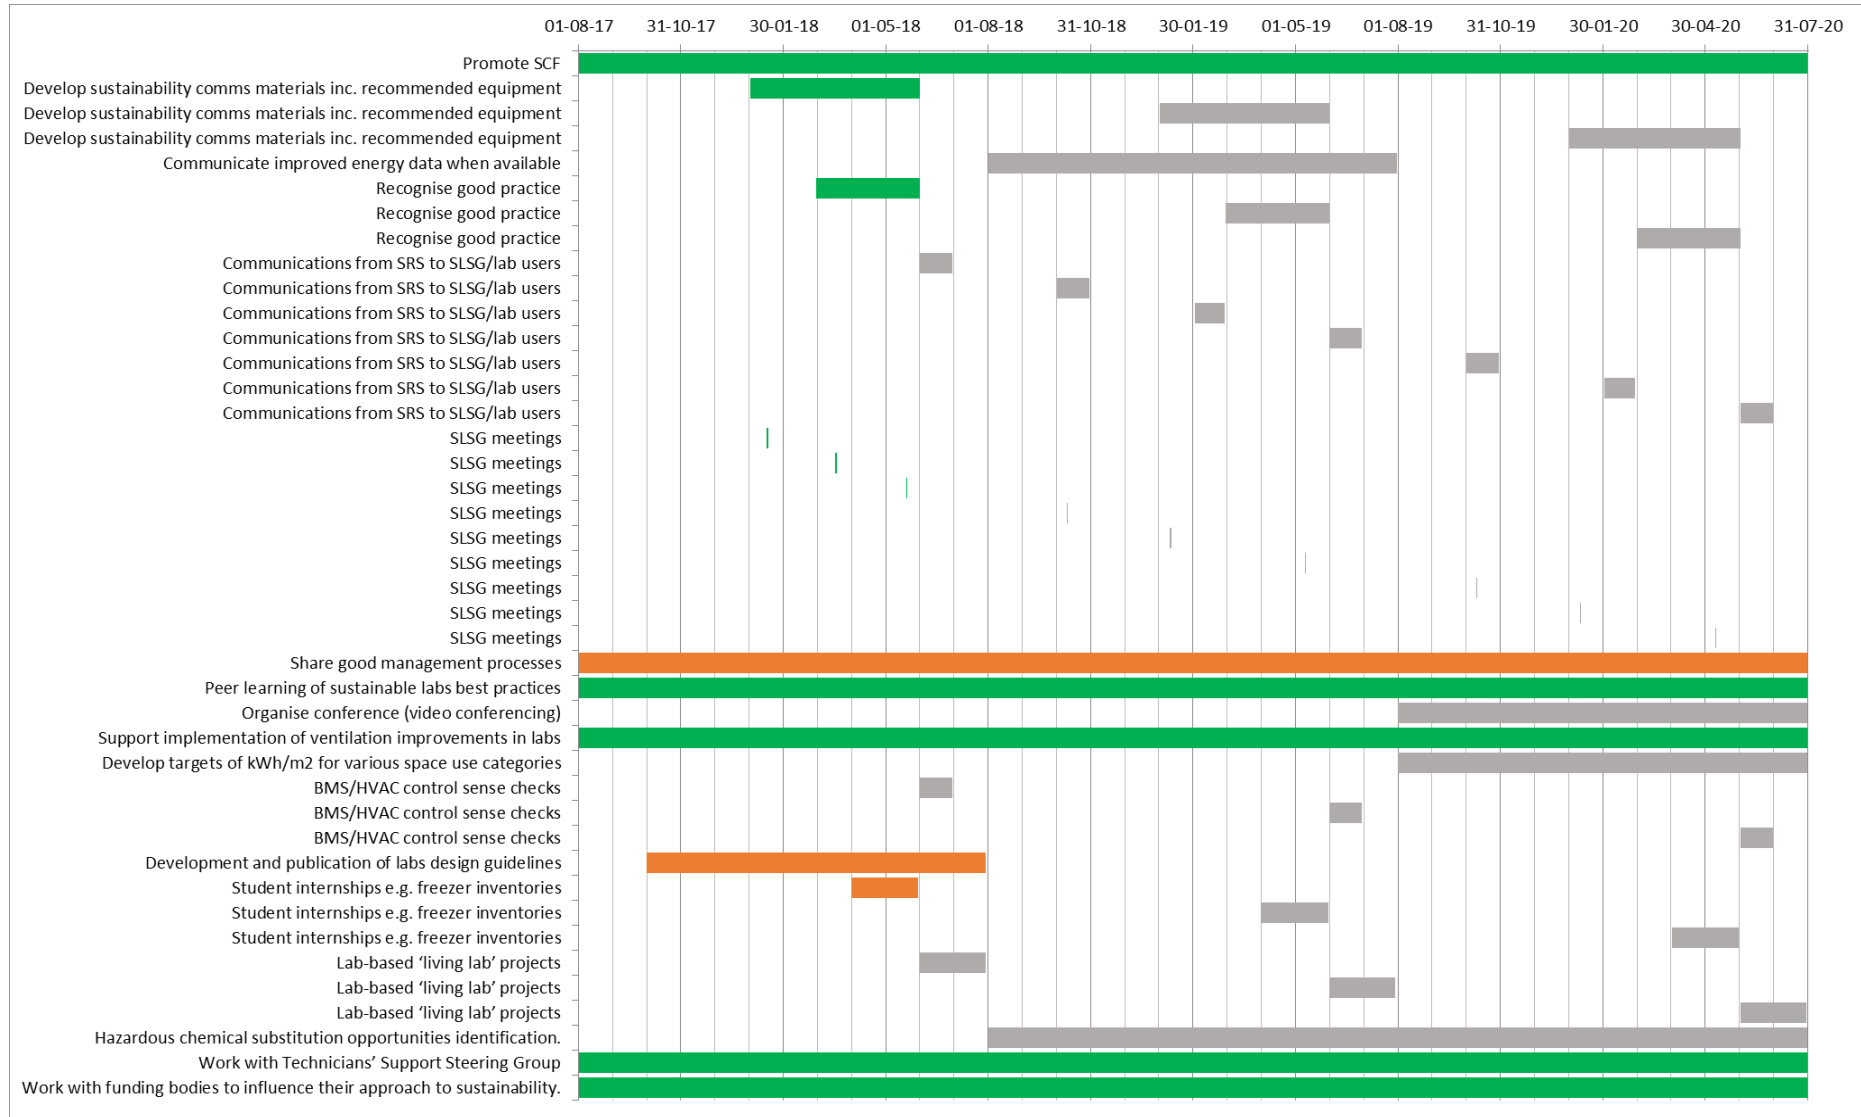 01-08-17 31-10-17 30-01-18 01-05-18 01-08-18 31-10-18 30-01-19 01-05-19 01-08-19 31-10-19 30-01-20 30-04-20 31-07-20
Promote SCF
Develop sustainability comms materials inc. recommended equipment
Develop sustainability comms materials inc. recommended equipment
Develop sustainability comms materials inc. recommended equipment
Communicate improved energy data when available
Recognise good practice
Recognise good practice
Recognise good practice
Communications from SRS to SLSG/lab users
Communications from SRS to SLSG/lab users
Communications from SRS to SLSG/lab users
Communications from SRS to SLSG/lab users
Communications from SRS to SLSG/lab users
Communications from SRS to SLSG/lab users
Communications from SRS to SLSG/lab users
SLSG meetings
SLSG meetings
SLSG meetings
SLSG meetings
SLSG meetings
SLSG meetings
SLSG meetings
SLSG meetings
SLSG meetings
Share good management processes
Peer learning of sustainable labs best practices
Organise conference (video conferencing)
Support implementation of ventilation improvements in labs
Develop targets of kWh/m2 for various space use categories
BMS/HVAC control sense checks
BMS/HVAC control sense checks
BMS/HVAC control sense checks
Development and publication of labs design guidelines
Student internships e.g. freezer inventories
Student internships e.g. freezer inventories
Student internships e.g. freezer inventories
Lab-based ‘living lab’ projects
Lab-based ‘living lab’ projects
Lab-based ‘living lab’ projects
Hazardous chemical substitution opportunities identification.
Work with Technicians’ Support Steering Group
Work with funding bodies to influence their approach to sustainability.